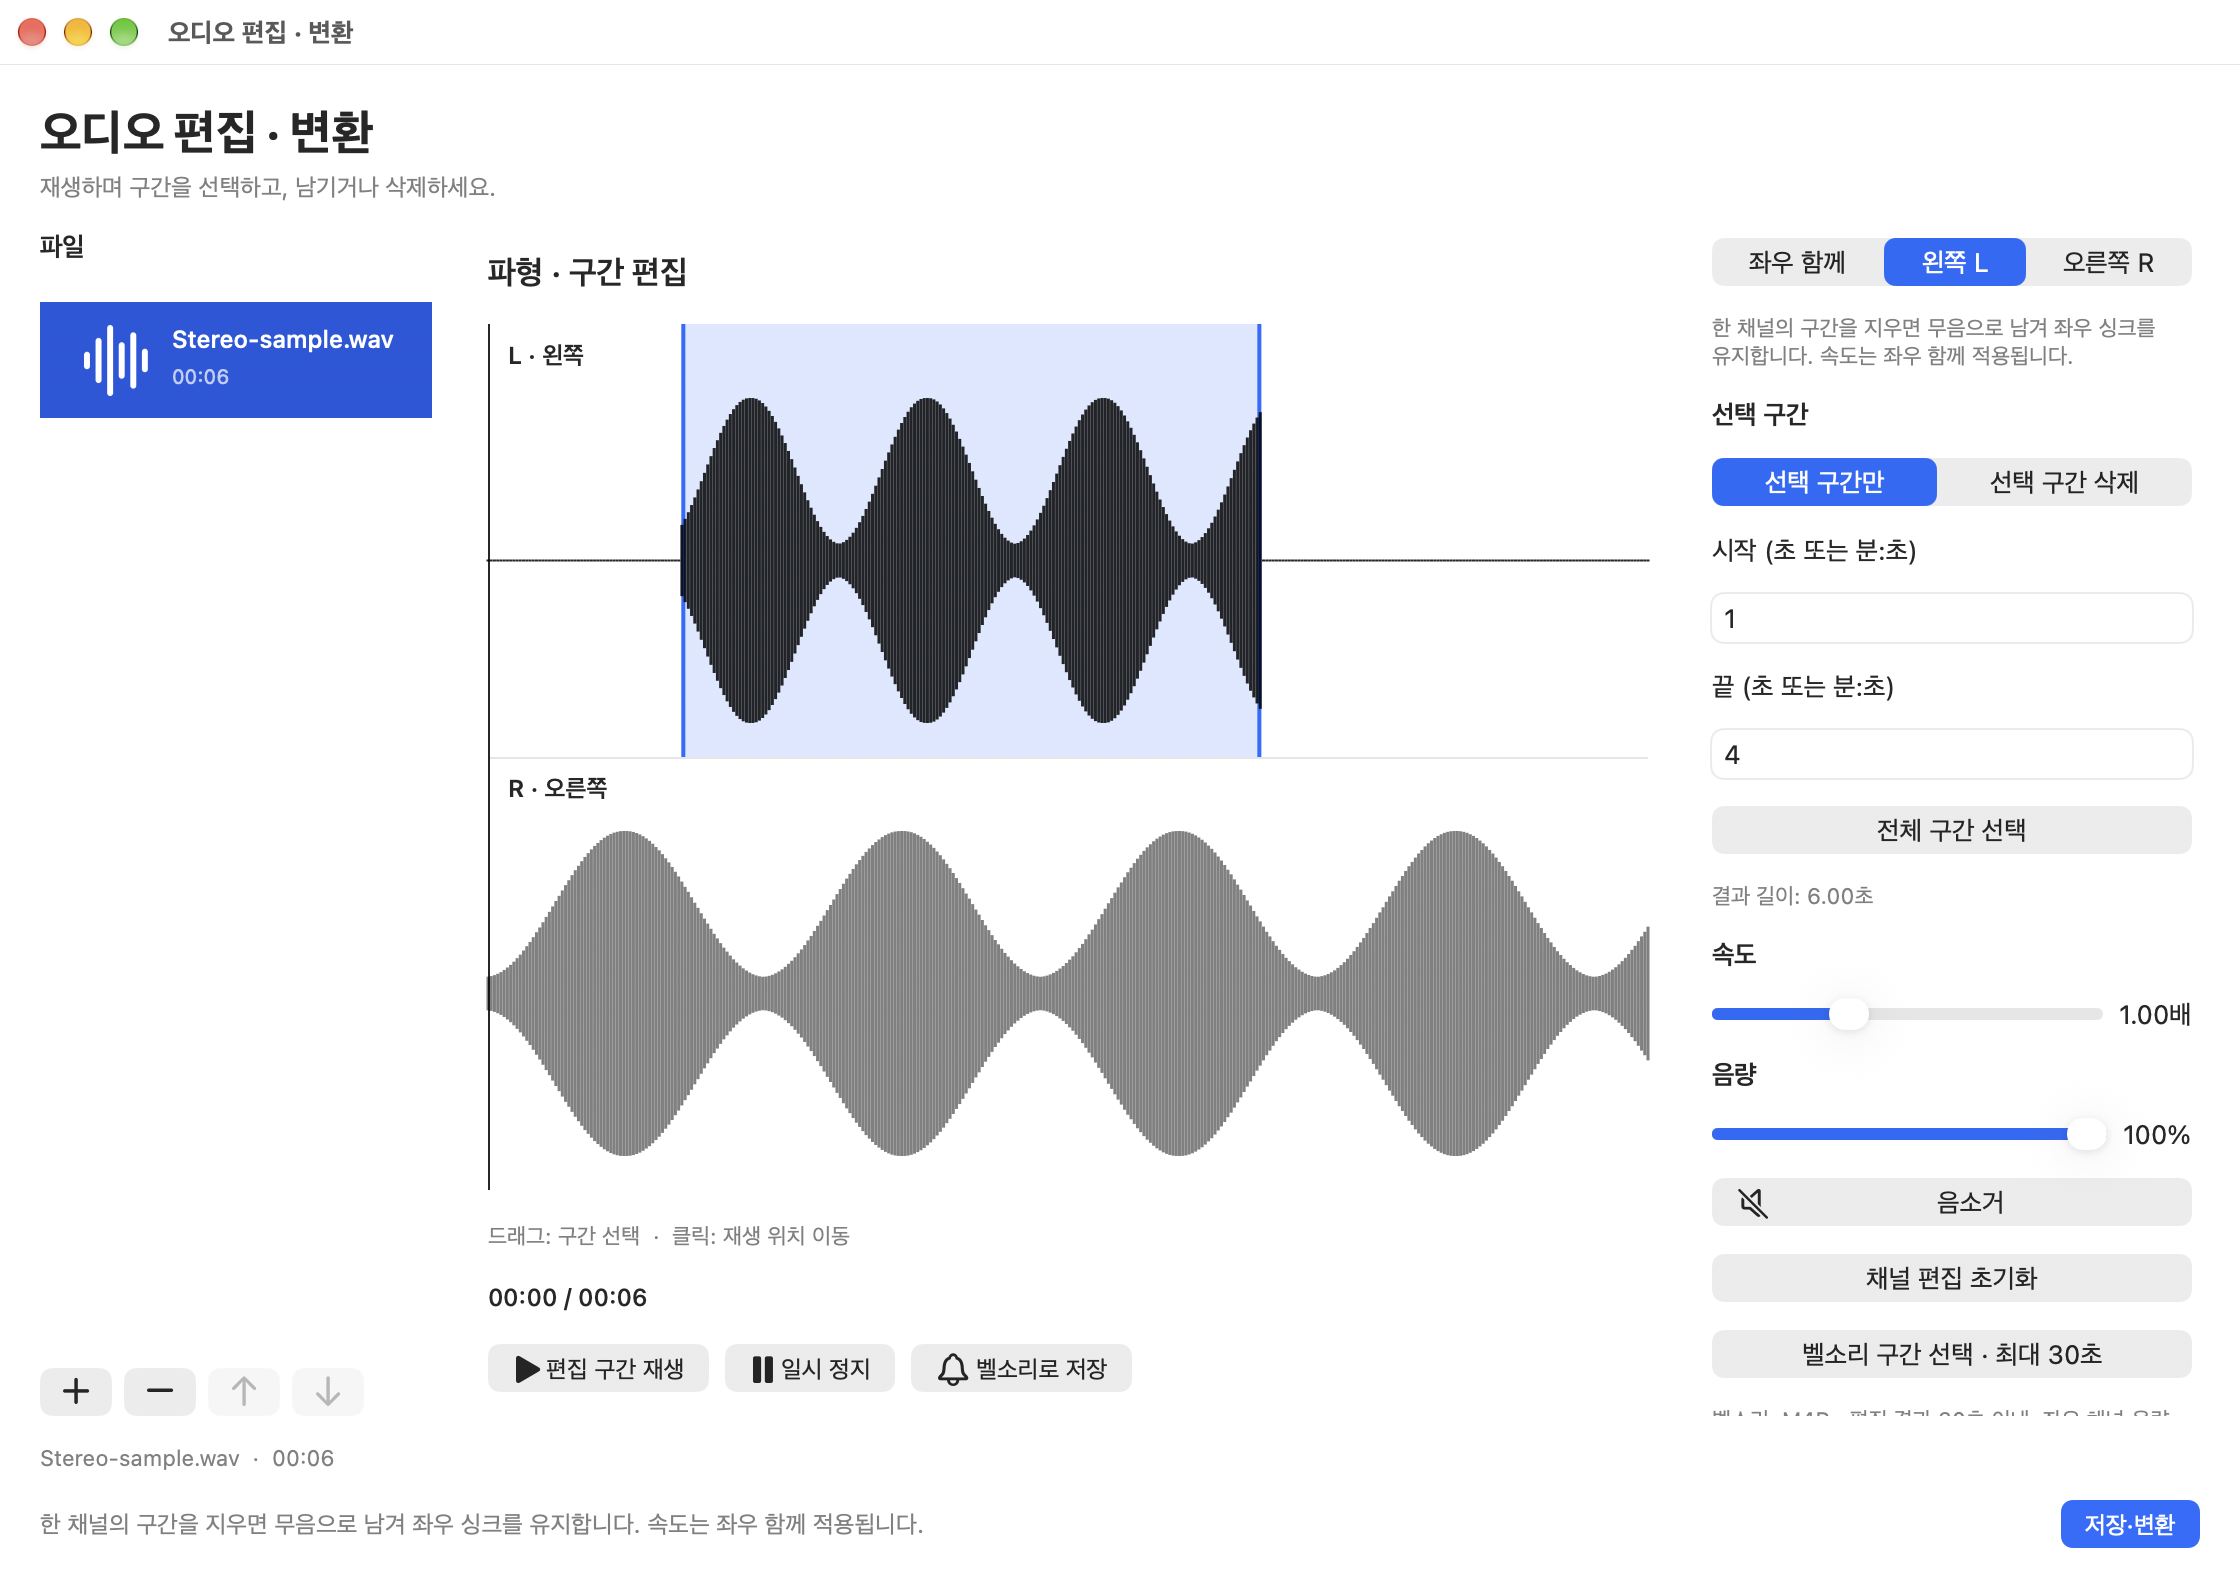 오디오 편집 · 변환
오디오 편집 · 변환
재생하며 구간을 선택하고, 남기거나 삭제하세요.
파일
Stereo-sample.wav
00:06
파형 · 구간 편집
L · 왼쪽
R · 오른쪽
드래그: 구간 선택 · 클릭: 재생 위치 이동
00:00 / 00:06
편집 구간 재생
일시 정지
벨소리로 저장
좌우 함께
왼쪽 L
오른쪽 R
한 채널의 구간을 지우면 무음으로 남겨 좌우 싱크를
유지합니다. 속도는 좌우 함께 적용됩니다.
선택 구간
선택 구간만
선택 구간 삭제
시작 (초 또는 분:초)
1
끝 (초 또는 분:초)
4
전체 구간 선택
결과 길이: 6.00초
속도
1.00배
음량
100%
음소거
채널 편집 초기화
벨소리 구간 선택 · 최대 30초
Stereo-sample.wav · 00:06
한 채널의 구간을 지우면 무음으로 남겨 좌우 싱크를 유지합니다. 속도는 좌우 함께 적용됩니다.
저장·변환